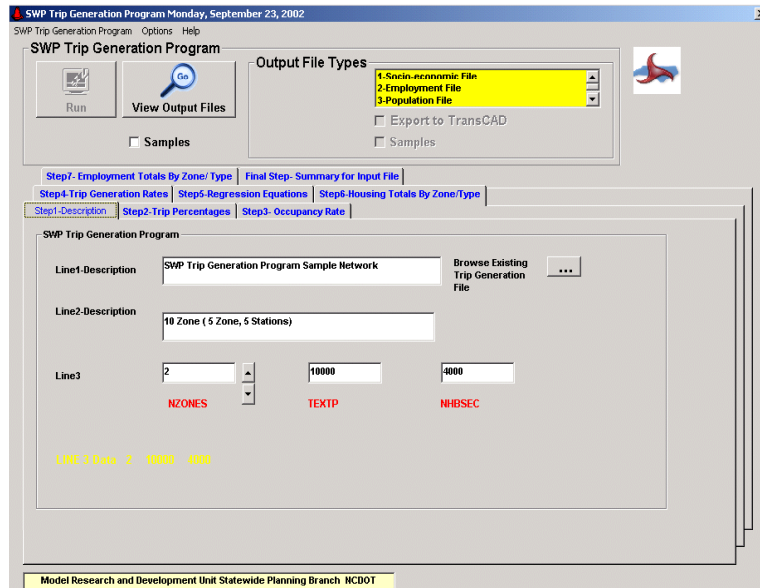 SWP Trip Generation Program Monday, September 23, 2002
SWP Trip Generation Program Options Help
SWP Trip Generation Program
Output File Types
1-Socio-economic File
2-Employment File
3-Population File
Run
Go
View Output Files
Export to TransCAD
Samples
Samples
Step7- Employment Totals By Zone/ Type
Final Step- Summary for Input File
Step4-Trip Generation Rates
Step5-Regression Equations
Step6-Housing Totals By Zone/Type
Step1-Description
Step2-Trip Percentages
Step3- Occupancy Rate
SWP Trip Generation Program
Line1-Description
SWP Trip Generation Program Sample Network
Browse Existing
Trip Generation
File
...
Line2-Description
10 Zone ( 5 Zone, 5 Stations)
Line3
2
10000
4000
NZONES
TEXTP
NHBSEC
LINE 3 Data 2 10000 4000
Model Research and Development Unit Statewide Planning Branch NCDOT